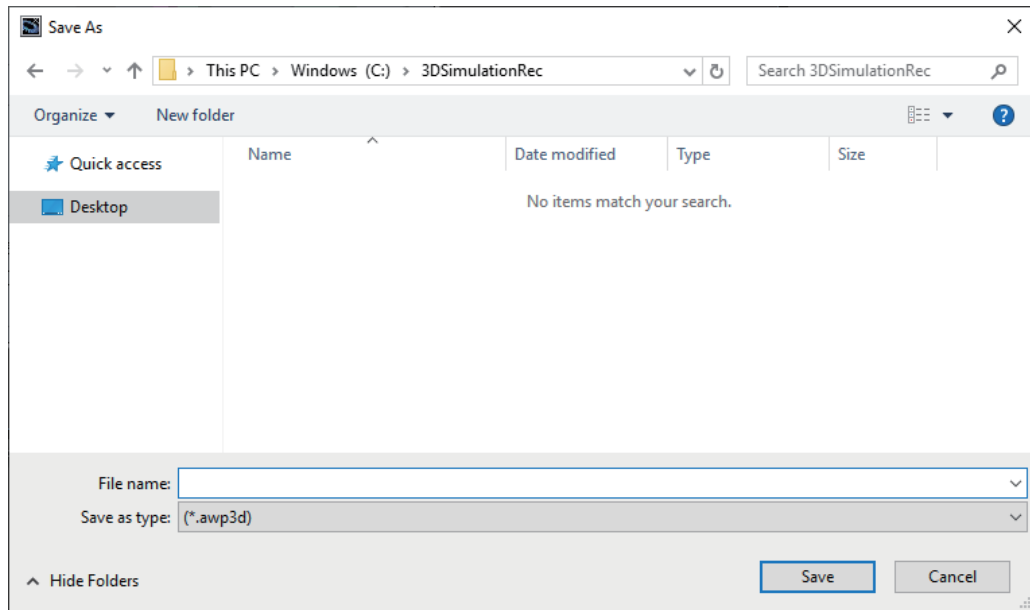 Save As
This PC > Windows (C:) > 3DSimulationRec
Search 3DSimulationRec
Organize
New folder
?
Quick access
Desktop
Name
Date modified
Type
Size
No items match your search.
File name:
Save as type: (*.awp3d)
Hide Folders
Save
Cancel